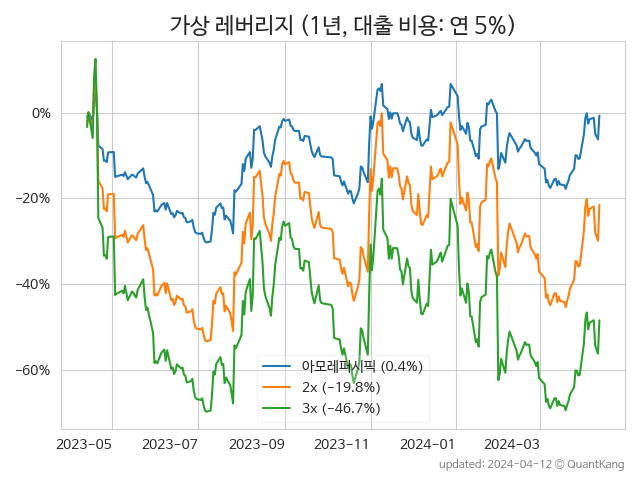 가상 레버리지 (1년, 대출 비용: 연 5%)
0%
−20%
−40%
−60%
아모레퍼시픽 (0.4%)
2x (−19.8%)
3x (−46.7%)
2023-05 2023-07 2023-09 2023-11 2024-01 2024-03
updated: 2024-04-12 © QuantKang